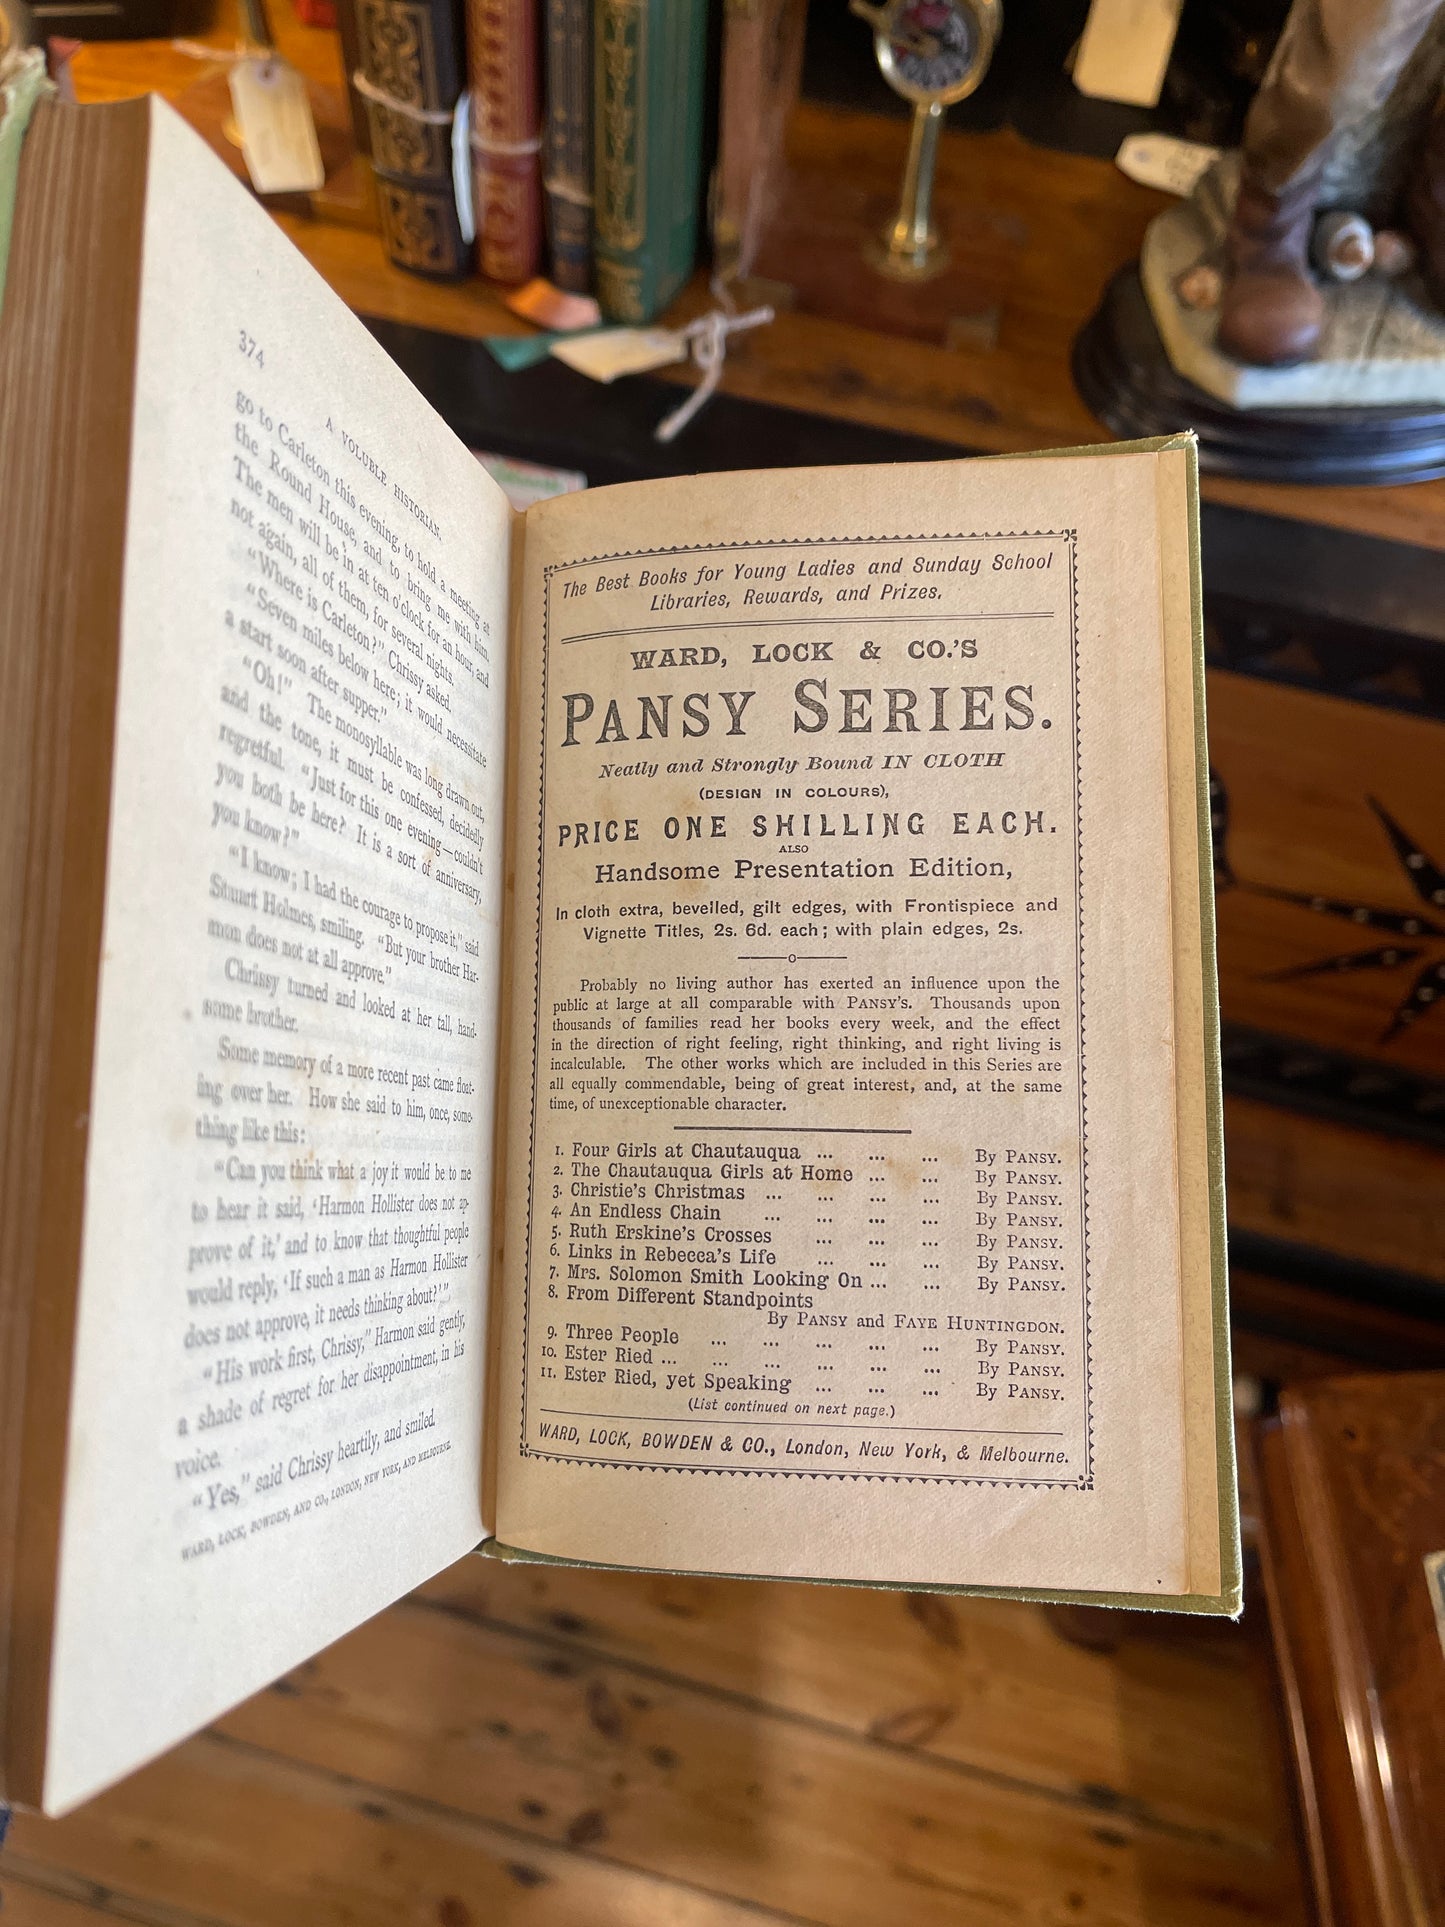 374
A VOLUBLE HISTORIAN.
go to Carleton this evening, to hold a meeting at
the Round House, and to bring me with him.
The men will be in at ten o'clock for an hour, and
not again, all of them, for several nights.
"Where is Carleton?" Chrissy asked.
"Seven miles below here; it would necessitate
a start soon after supper."
"Oh!" The monosyllable was long drawn out,
and the tone, it must be confessed, decidedly
regretful. "Just for this one evening—couldn't
you both be here? It is a sort of anniversary,
you know?"
"I know; I had the courage to propose it," said
Stuart Holmes, smiling. "But your brother Har-
mon does not at all approve."
Chrissy turned and looked at her tall, hand-
some brother.
Some memory of a more recent past came float-
ing over her. How she said to him, once, some-
thing like this:
"Can you think what a joy it would be to me
to hear it said, 'Harmon Hollister does not ap-
prove of it,' and to know that thoughtful people
would reply, 'If such a man as Harmon Hollister
does not approve, it needs thinking about?'"
"His work first, Chrissy," Harmon said gently,
a shade of regret for her disappointment, in his
voice.
"Yes," said Chrissy heartily, and smiled.
WARD, LOCK, BOWDEN, AND CO., LONDON, NEW YORK, AND MELBOURNE.
The Best Books for Young Ladies and Sunday School
Libraries, Rewards, and Prizes.
WARD, LOCK & CO.'S
PANSY SERIES.
Neatly and Strongly Bound IN CLOTH
(DESIGN IN COLOURS),
PRICE ONE SHILLING EACH.
ALSO
Handsome Presentation Edition,
In cloth extra, bevelled, gilt edges, with Frontispiece and
Vignette Titles, 2s. 6d. each; with plain edges, 2s.
Probably no living author has exerted an influence upon the
public at large at all comparable with PANSY'S. Thousands upon
thousands of families read her books every week, and the effect
in the direction of right feeling, right thinking, and right living is
incalculable. The other works which are included in this Series are
all equally commendable, being of great interest, and, at the same
time, of unexceptionable character.
1. Four Girls at Chautauqua ... ... ... By PANSY.
2. The Chautauqua Girls at Home ... ... By PANSY.
3. Christie's Christmas ... ... ... ... By PANSY.
4. An Endless Chain ... ... ... ... By PANSY.
5. Ruth Erskine's Crosses ... ... ... By PANSY.
6. Links in Rebecca's Life ... ... ... By PANSY.
7. Mrs. Solomon Smith Looking On ... ... By PANSY.
8. From Different Standpoints
By PANSY and FAYE HUNTINGDON.
9. Three People ... ... ... ... ... By PANSY.
10. Ester Ried ... ... ... ... ... ... By PANSY.
11. Ester Ried, yet Speaking ... ... ... By PANSY.
(List continued on next page.)
WARD, LOCK, BOWDEN & CO., London, New York, & Melbourne.